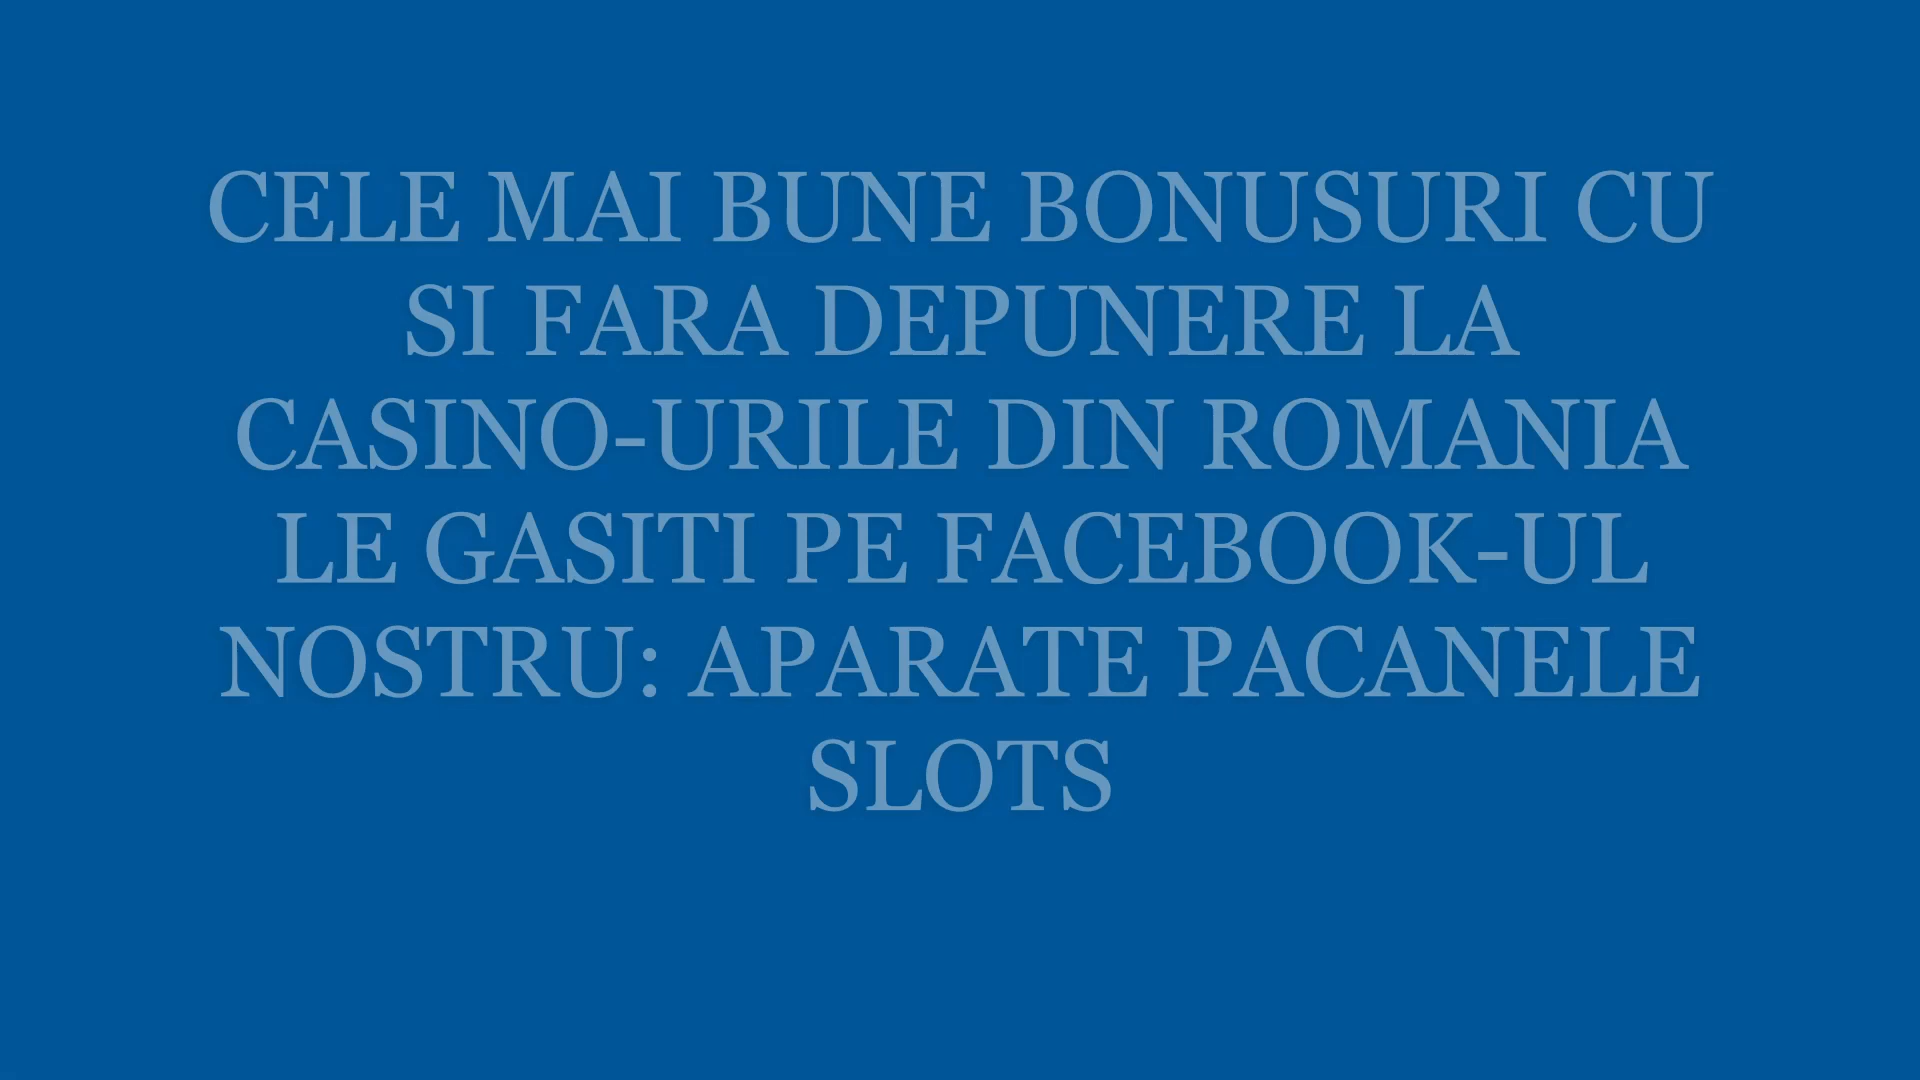 CELE MAI BUNE BONUSURI CU
SI FARA DEPUNERE LA
CASINO-URILE DIN ROMANIA
LE GASITI PE FACEBOOK-UL
NOSTRU: APARATE PACANELE
SLOTS